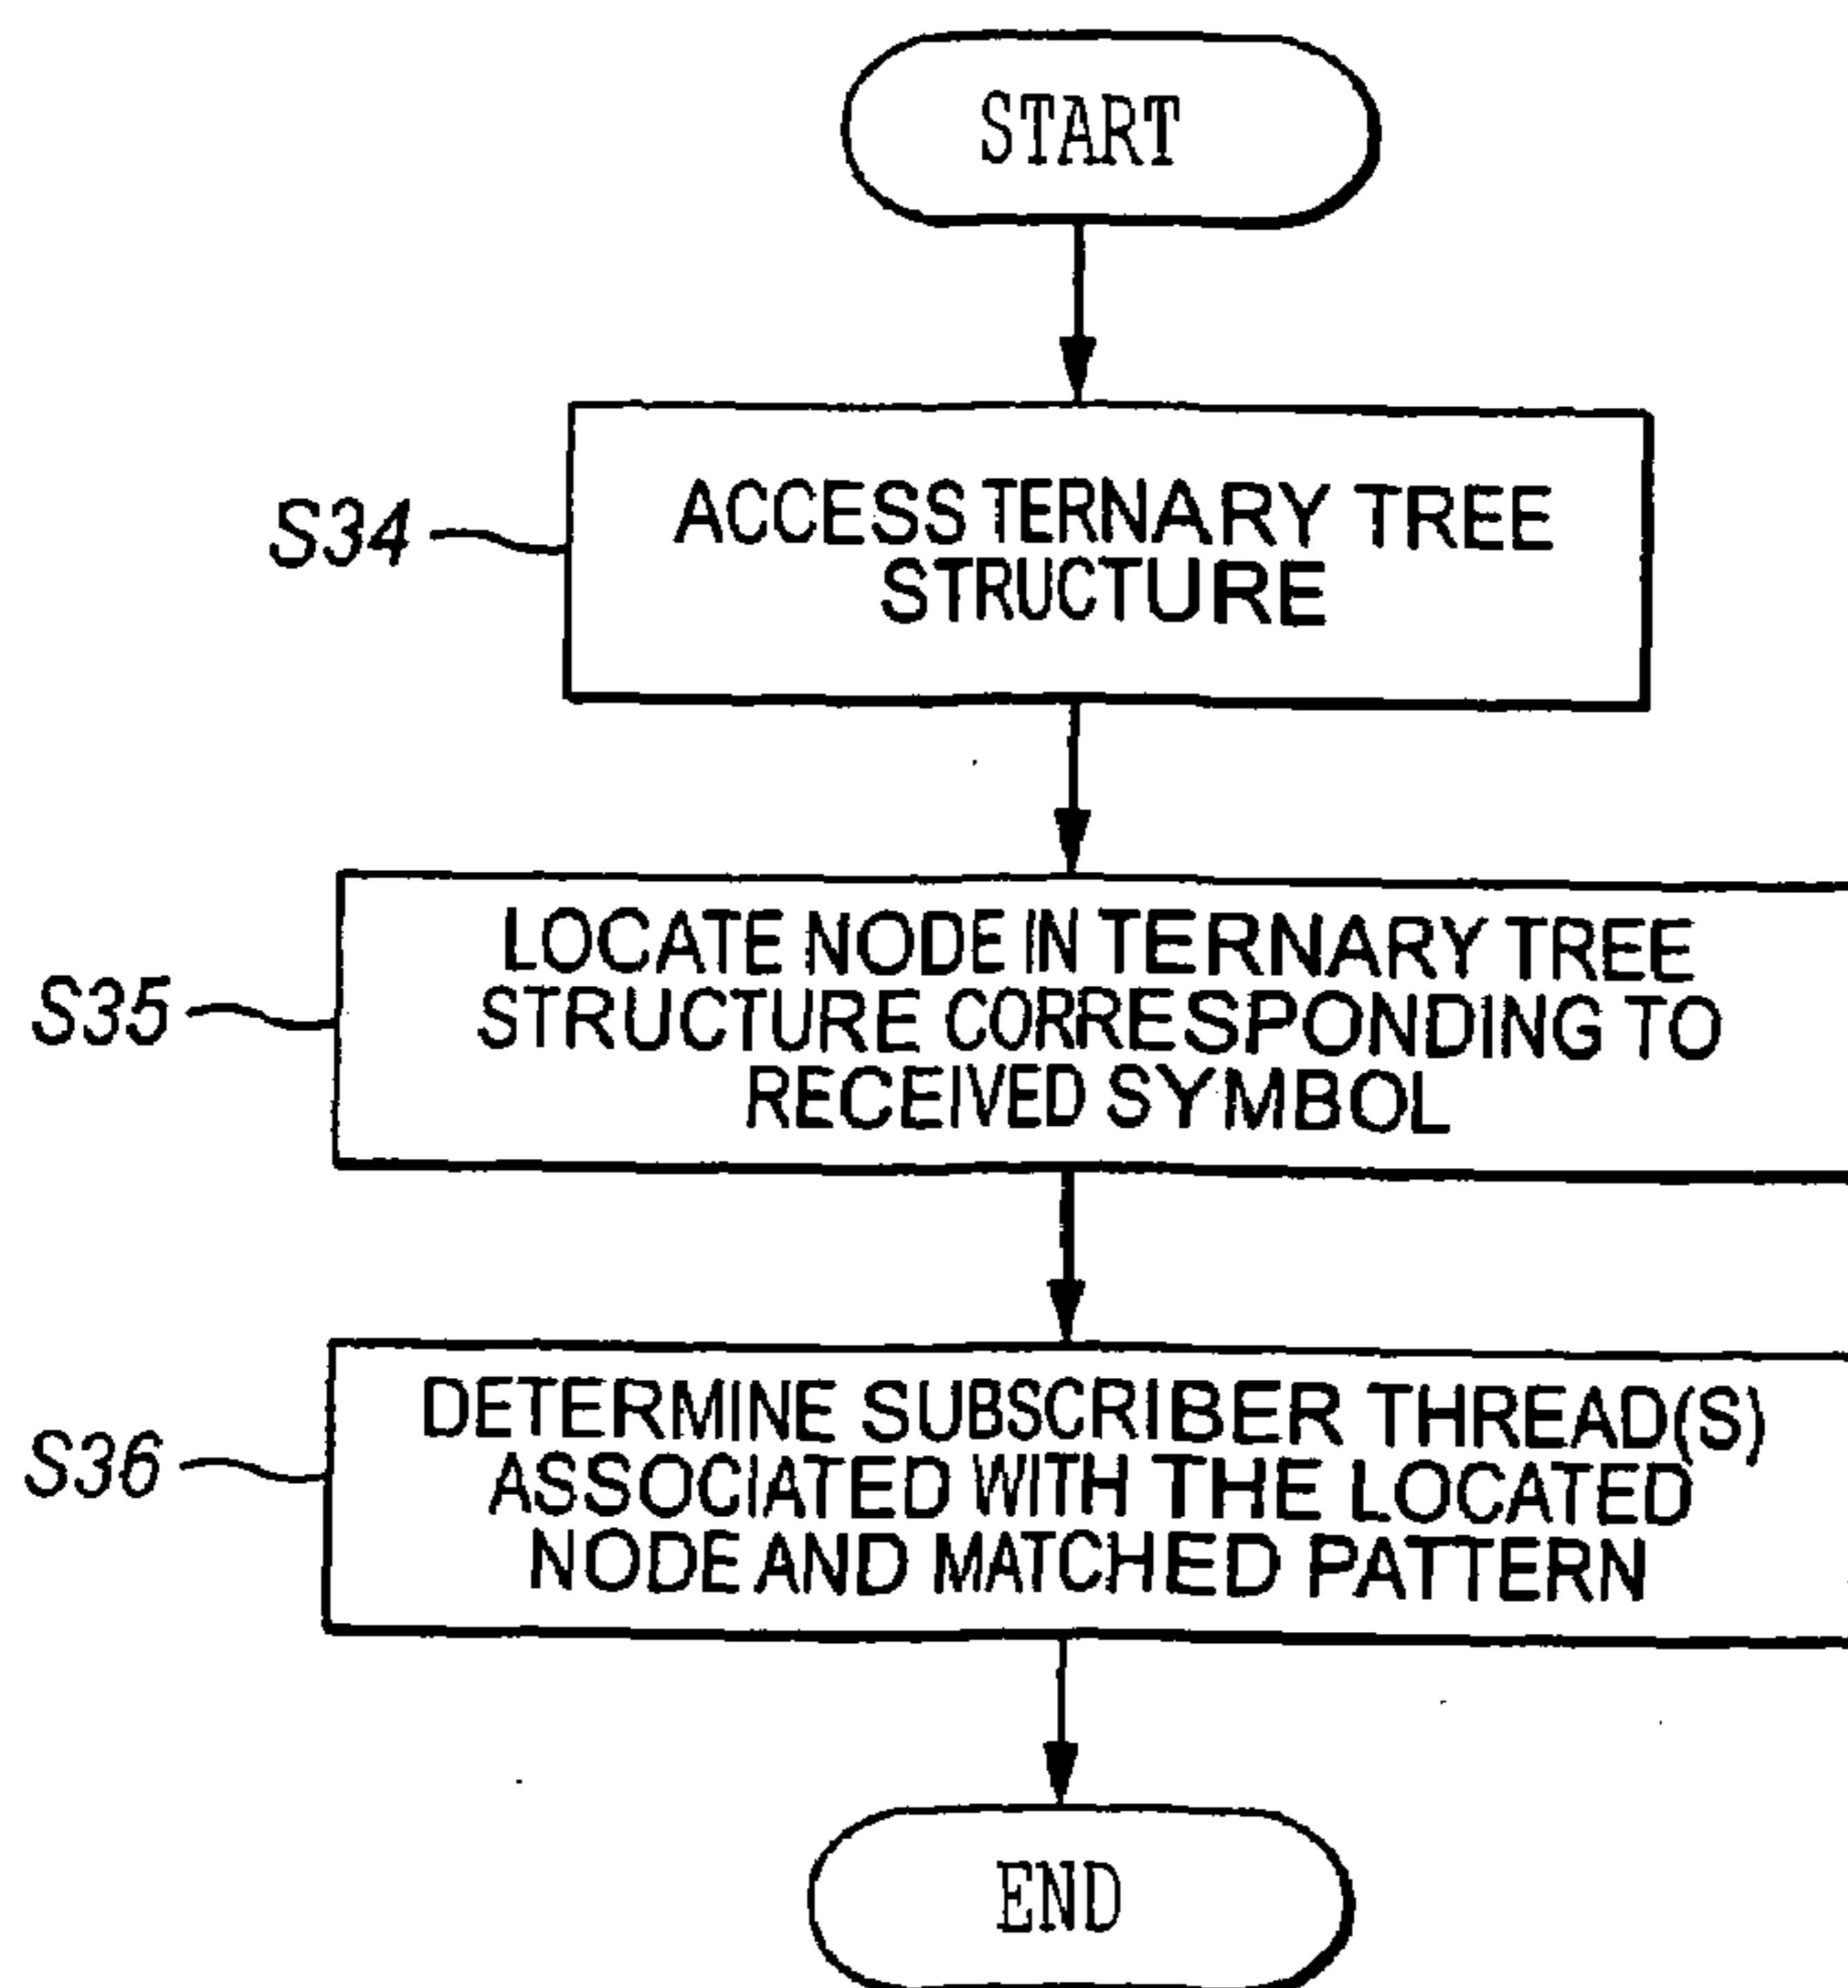 START
S34
ACCESS TERNARY TREE
STRUCTURE
S35
LOCATE NODE IN TERNARY TREE
STRUCTURE CORRESPONDING TO
RECEIVED SYMBOL
S36
DETERMINE SUBSCRIBER THREAD(S)
ASSOCIATED WITH THE LOCATED
NODE AND MATCHED PATTERN
END